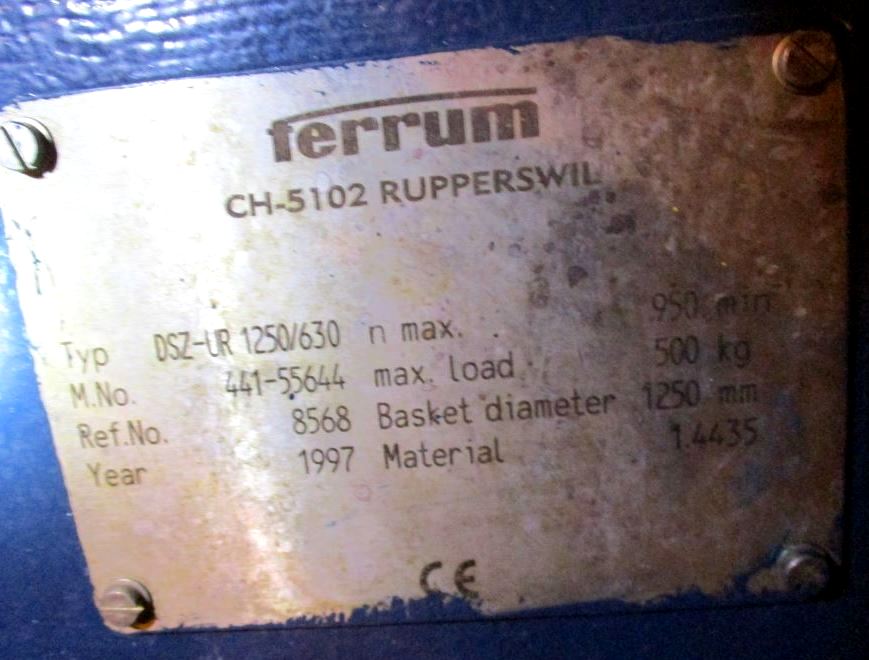 ferrum
CH-5102 RUPPERSWIL
Typ DSZ-UR 1250/630 n max. 950 min
M.No. 441-55644 max. load 500 kg
Ref.No. 8568 Basket diameter 1250 mm
Year 1997 Material 1.4435
CE